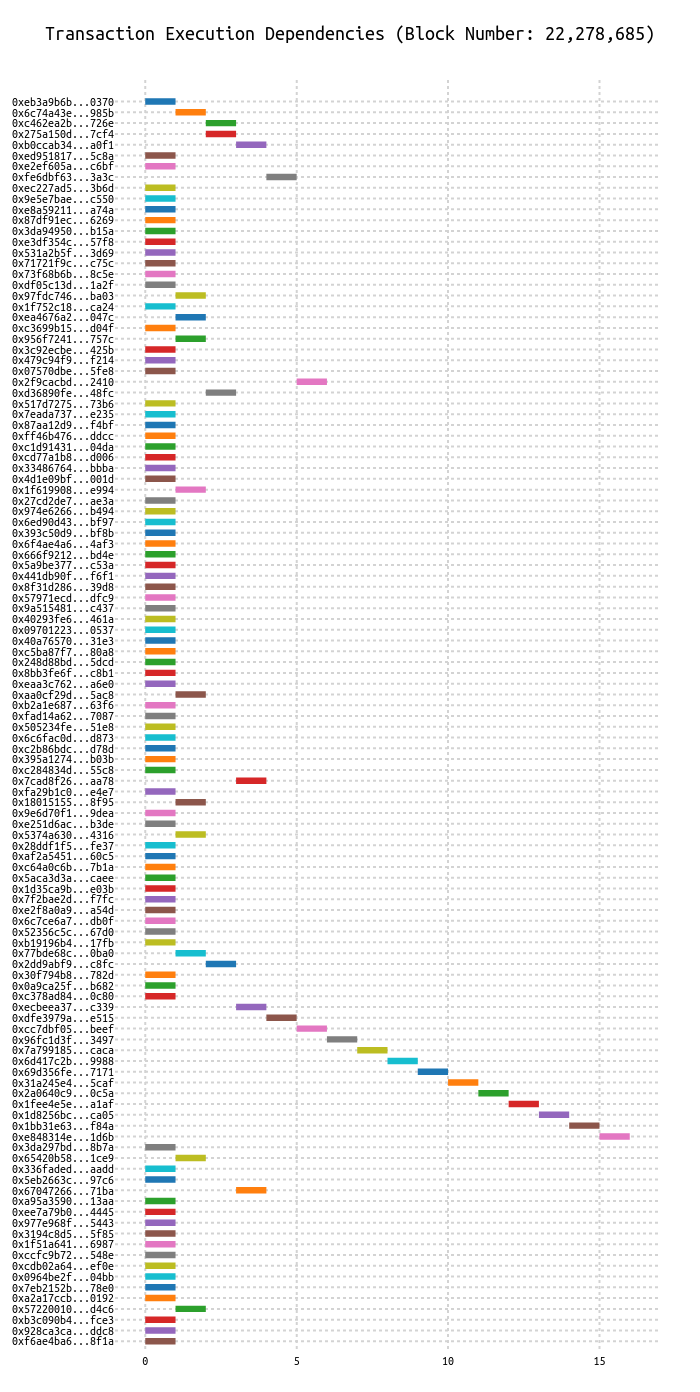 Transaction Execution Dependencies (Block Number: 22,278,685)
0xeb3a9b6b...0370
0x6c74a43e...985b
0xc462ea2b...726e
0x275a150d...7cf4
0xb0ccab34...a0f1
0xed951817...5c8a
0xe2ef605a...c6bf
0xfe6dbf63...3a3c
0xec227ad5...3b6d
0x9e5e7bae...c550
0xe8a59211...a74a
0x87df91ec...6269
0x3da94950...b15a
0xe3df354c...57f8
0x531a2b5f...3d69
0x71721f9c...c75c
0x73f68b6b...8c5e
0xdf05c13d...1a2f
0x97fdc746...ba03
0x1f752c18...ca24
0xea4676a2...047c
0xc3699b15...d04f
0x956f7241...757c
0x3c92ecbe...425b
0x479c94f9...f214
0x07570dbe...5fe8
0x2f9cacbd...2410
0xd36890fe...48fc
0x517d7275...73b6
0x7eada737...e235
0x87aa12d9...f4bf
0xff46b476...ddcc
0xc1d91431...04da
0xcd77a1b8...d006
0x33486764...bbba
0x4d1e09bf...001d
0x1f619908...e994
0x27cd2de7...ae3a
0x974e6266...b494
0x6ed90d43...bf97
0x393c50d9...bf8b
0x6f4ae4a6...4af3
0x666f9212...bd4e
0x5a9be377...c53a
0x441db90f...f6f1
0x8f31d286...39d8
0x57971ecd...dfc9
0x9a515481...c437
0x40293fe6...461a
0x09701223...0537
0x40a76570...31e3
0xc5ba87f7...80a8
0x248d88bd...5dcd
0x8bb3fe6f...c8b1
0xeaa3c762...a6e0
0xaa0cf29d...5ac8
0xb2a1e687...63f6
0xfad14a62...7087
0x505234fe...51e8
0x6c6fac0d...d873
0xc2b86bdc...d78d
0x395a1274...b03b
0xc284834d...55c8
0x7cad8f26...aa78
0xfa29b1c0...e4e7
0x18015155...8f95
0x9e6d70f1...9dea
0xe251d6ac...b3de
0x5374a630...4316
0x28ddf1f5...fe37
0xaf2a5451...60c5
0xc64a0c6b...7b1a
0x5aca3d3a...caee
0x1d35ca9b...e03b
0x7f2bae2d...f7fc
0xe2f8a0a9...a54d
0x6c7ce6a7...db0f
0x52356c5c...67d0
0xb19196b4...17fb
0x77bde68c...0ba0
0x2dd9abf9...c8fc
0x30f794b8...782d
0x0a9ca25f...b682
0xc378ad84...0c80
0xecbeea37...c339
0xdfe3979a...e515
0xcc7dbf05...beef
0x96fc1d3f...3497
0x7a799185...caca
0x6d417c2b...9988
0x69d356fe...7171
0x31a245e4...5caf
0x2a0640c9...0c5a
0x1fee4e5e...a1af
0x1d8256bc...ca05
0x1bb31e63...f84a
0xe848314e...1d6b
0x3da297bd...8b7a
0x65420b58...1ce9
0x336faded...aadd
0x5eb2663c...97c6
0x67047266...71ba
0xa95a3590...13aa
0xee7a79b0...4445
0x977e968f...5443
0x3194c8d5...5f85
0x1f51a641...6987
0xccfc9b72...548e
0xcdb02a64...ef0e
0x0964be2f...04bb
0x7eb2152b...78e0
0xa2a17ccb...0192
0x57220010...d4c6
0xb3c090b4...fce3
0x928ca3ca...ddc8
0xf6ae4ba6...8f1a
0 5 10 15